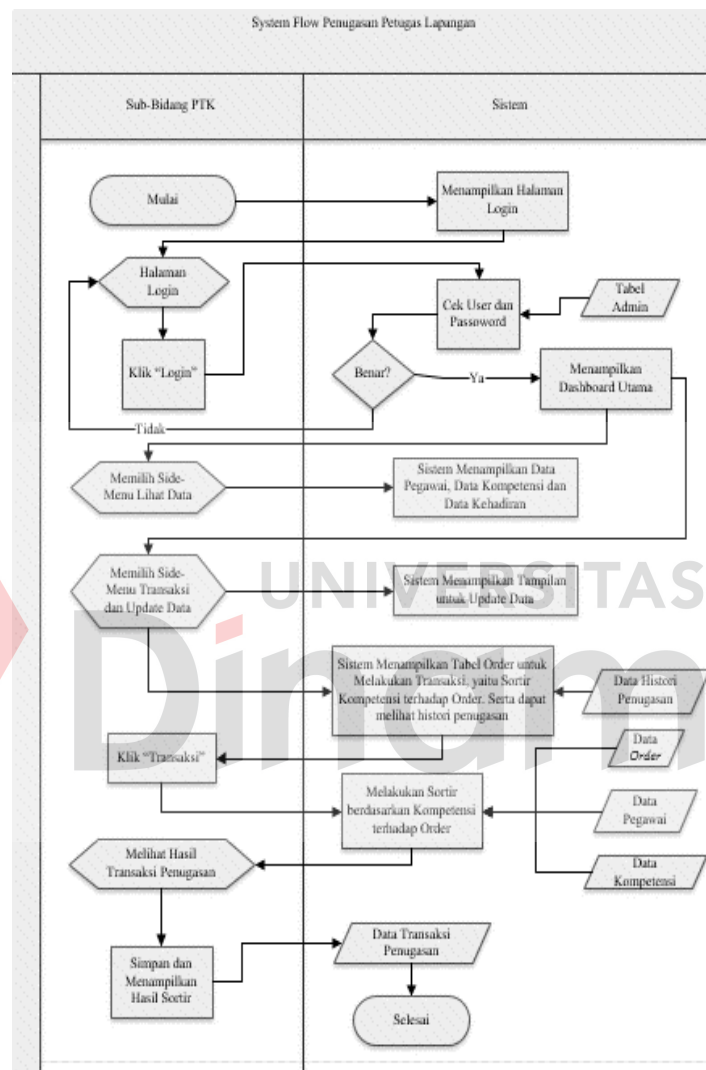 System Flow Penugasan Petugas Lapangan
Sub-Bidang PTK
Sistem
Mulai
Menampilkan Halaman
Login
Halaman
Login
Cek User dan
Passoword
Tabel
Admin
Klik “Login”
Benar?
Ya
Menampilkan
Dashboard Utama
Tidak
Memilih Side-
Menu Lihat Data
Sistem Menampilkan Data
Pegawai, Data Kompetensi dan
Data Kehadiran
Memilih Side-
Menu Transaksi
dan Update Data
Sistem Menampilkan Tampilan
untuk Update Data
UNIVERSITAS
Dinam
Sistem Menampilkan Tabel Order untuk
Melakukan Transaksi, yaitu Sortir
Kompetensi terhadap Order. Serta dapat
melihat histori penugasan
Data Histori
Penugasan
Klik “Transaksi”
Data
Order
Melakukan Sortir
berdasarkan Kompetensi
terhadap Order
Data
Pegawai
Melihat Hasil
Transaksi Penugasan
Data
Kompetensi
Simpan dan
Menampilkan
Hasil Sortir
Data Transaksi
Penugasan
Selesai